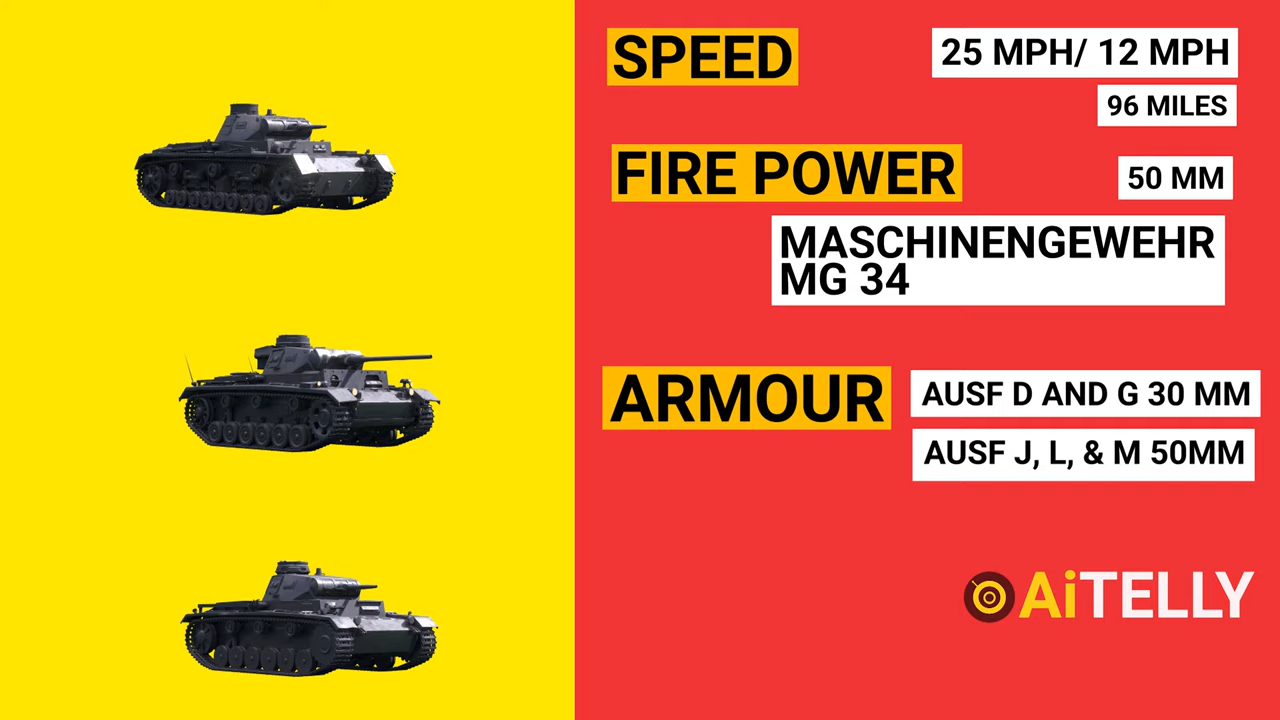 SPEED
25 MPH/ 12 MPH
96 MILES
FIRE POWER
50 MM
MASCHINENGEWEHR
MG 34
ARMOUR
AUSF D AND G 30 MM
AUSF J, L, & M 50MM
AiTELLY